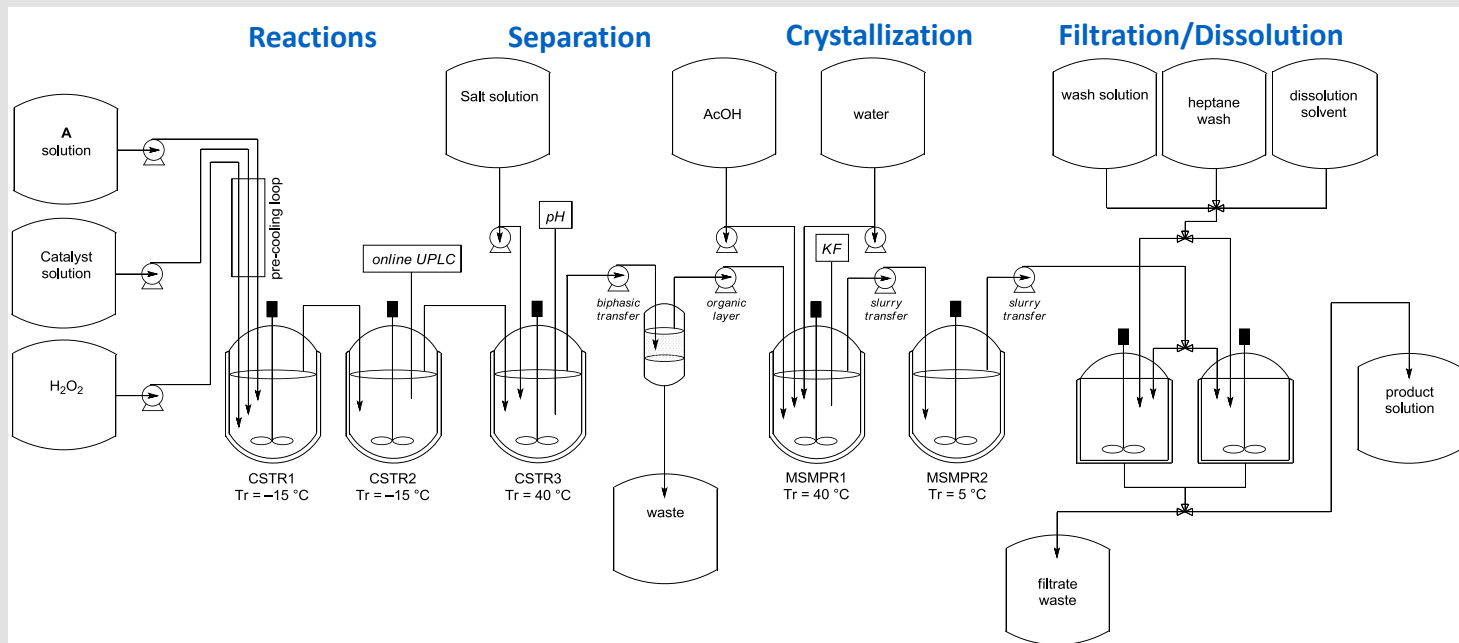 Reactions
Separation
Crystallization
Filtration/Dissolution
A
solution
Catalyst
solution
H₂O₂
pre-cooling loop
online UPLC
Salt solution
pH
biphasic
transfer
organic
layer
AcOH
water
KF
slurry
transfer
slurry
transfer
wash solution
heptane
wash
dissolution
solvent
product
solution
CSTR1
Tr = –15 °C
CSTR2
Tr = –15 °C
CSTR3
Tr = 40 °C
waste
MSMPR1
Tr = 40 °C
MSMPR2
Tr = 5 °C
filtrate
waste